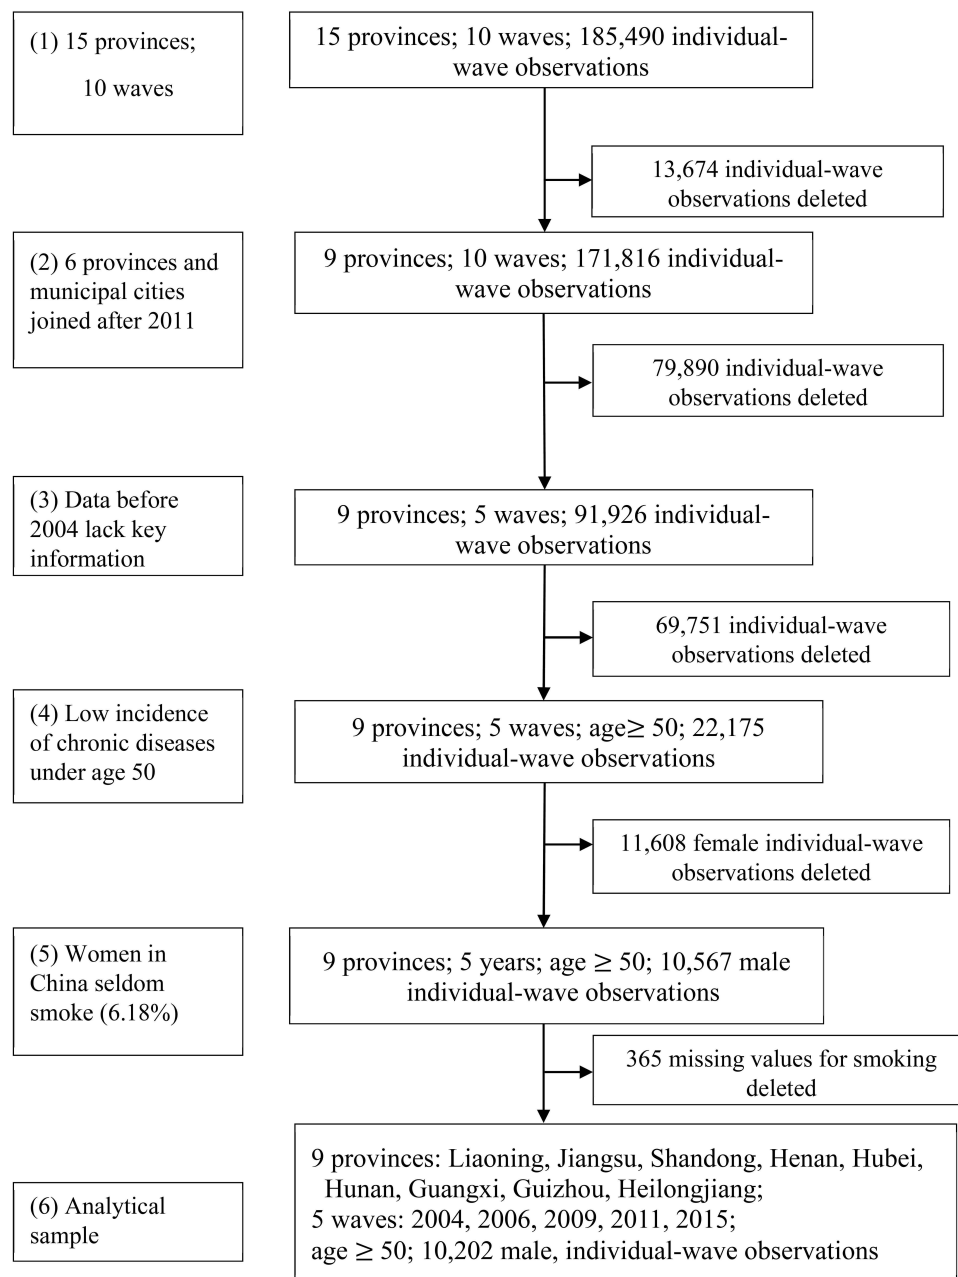 (1) 15 provinces;
10 waves
15 provinces; 10 waves; 185,490 individual-
wave observations
13,674 individual-wave
observations deleted
(2) 6 provinces and
municipal cities
joined after 2011
9 provinces; 10 waves; 171,816 individual-
wave observations
79,890 individual-wave
observations deleted
(3) Data before
2004 lack key
information
9 provinces; 5 waves; 91,926 individual-
wave observations
69,751 individual-wave
observations deleted
(4) Low incidence
of chronic diseases
under age 50
9 provinces; 5 waves; age≥ 50; 22,175
individual-wave observations
11,608 female individual-wave
observations deleted
(5) Women in
China seldom
smoke (6.18%)
9 provinces; 5 years; age ≥ 50; 10,567 male
individual-wave observations
365 missing values for smoking
deleted
(6) Analytical
sample
9 provinces: Liaoning, Jiangsu, Shandong, Henan, Hubei,
Hunan, Guangxi, Guizhou, Heilongjiang;
5 waves: 2004, 2006, 2009, 2011, 2015;
age ≥ 50; 10,202 male, individual-wave observations